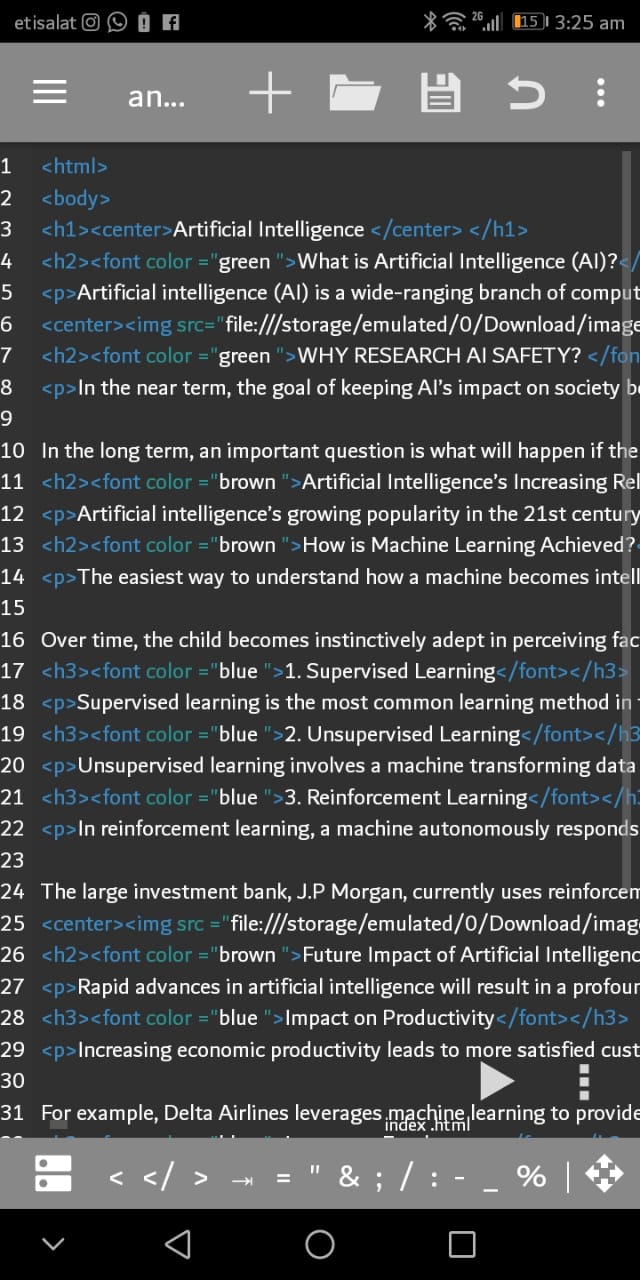 etisalat 2G 15 3:25 am
an...
1 <html>
2 <body>
3 <h1><center>Artificial Intelligence </center> </h1>
4 <h2><font color ="green ">What is Artificial Intelligence (AI)?</
5 <p>Artificial intelligence (AI) is a wide-ranging branch of comput
6 <center><img src="file:///storage/emulated/0/Download/image
7 <h2><font color ="green ">WHY RESEARCH AI SAFETY? </fon
8 <p>In the near term, the goal of keeping AI's impact on society b
9
10 In the long term, an important question is what will happen if the
11 <h2><font color ="brown ">Artificial Intelligence's Increasing Rel
12 <p>Artificial intelligence's growing popularity in the 21st century
13 <h2><font color ="brown ">How is Machine Learning Achieved?<
14 <p>The easiest way to understand how a machine becomes intell
15
16 Over time, the child becomes instinctively adept in perceiving fac
17 <h3><font color ="blue ">1. Supervised Learning</font></h3>
18 <p>Supervised learning is the most common learning method in
19 <h3><font color ="blue ">2. Unsupervised Learning</font></h3
20 <p>Unsupervised learning involves a machine transforming data
21 <h3><font color ="blue ">3. Reinforcement Learning</font></h3
22 <p>In reinforcement learning, a machine autonomously responds
23
24 The large investment bank, J.P Morgan, currently uses reinforcem
25 <center><img src ="file:///storage/emulated/0/Download/imag
26 <h2><font color ="brown ">Future Impact of Artificial Intelligenc
27 <p>Rapid advances in artificial intelligence will result in a profour
28 <h3><font color ="blue ">Impact on Productivity</font></h3>
29 <p>Increasing economic productivity leads to more satisfied cust
30
31 For example, Delta Airlines leverages machine learning to provide
index .html
< </ > ⇥ = " & ; / : - _ % |